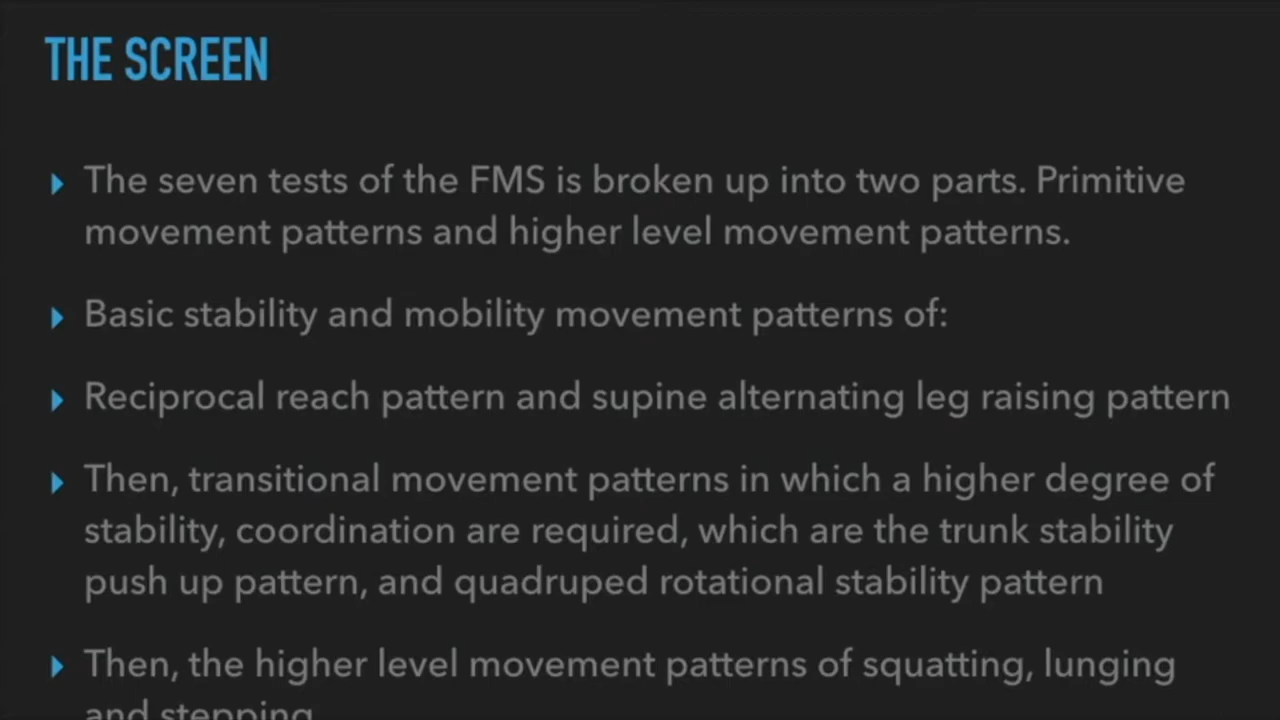 THE SCREEN
The seven tests of the FMS is broken up into two parts. Primitive
movement patterns and higher level movement patterns.
Basic stability and mobility movement patterns of:
Reciprocal reach pattern and supine alternating leg raising pattern
Then, transitional movement patterns in which a higher degree of
stability, coordination are required, which are the trunk stability
push up pattern, and quadruped rotational stability pattern
Then, the higher level movement patterns of squatting, lunging
and stepping